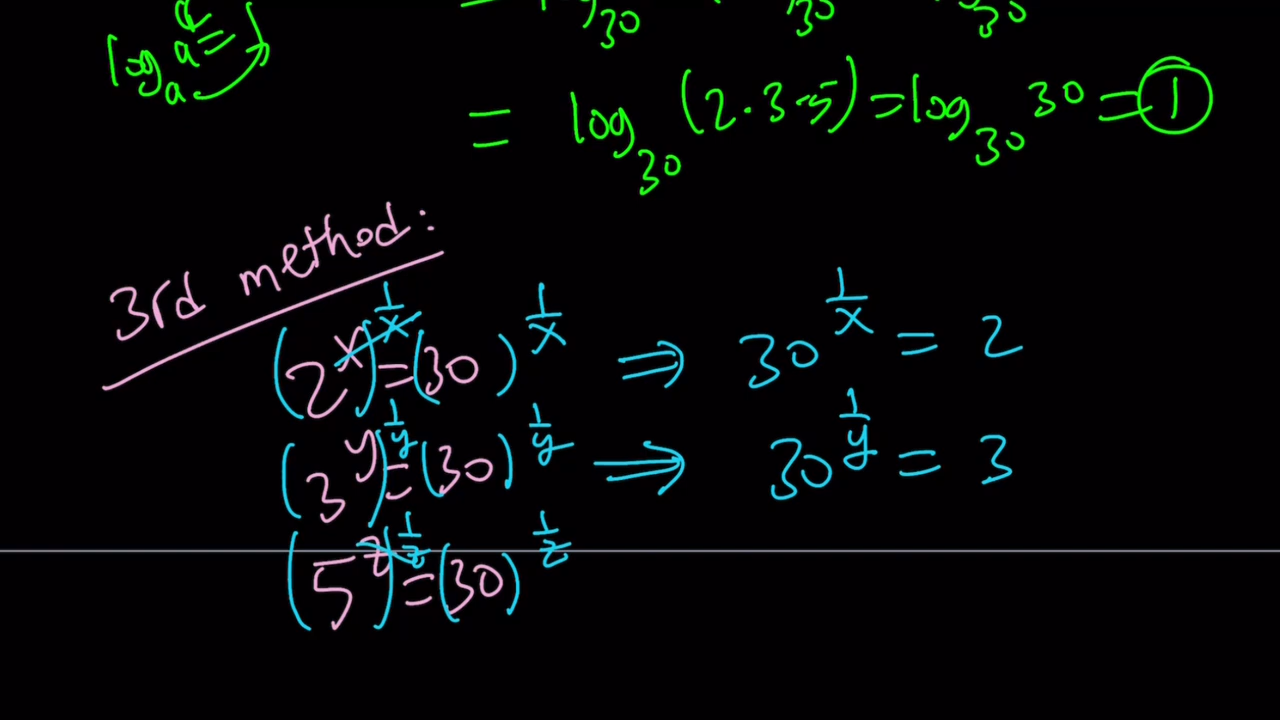 log_a a = 1
= log_30 (2·3·5) = log_30 30 = 1
3rd method:
(2^x)^(1/x) = (30)^(1/x) ⇒ 30^(1/x) = 2
(3^y)^(1/y) = (30)^(1/y) ⟹ 30^(1/y) = 3
(5^z)^(1/z) = (30)^(1/z)